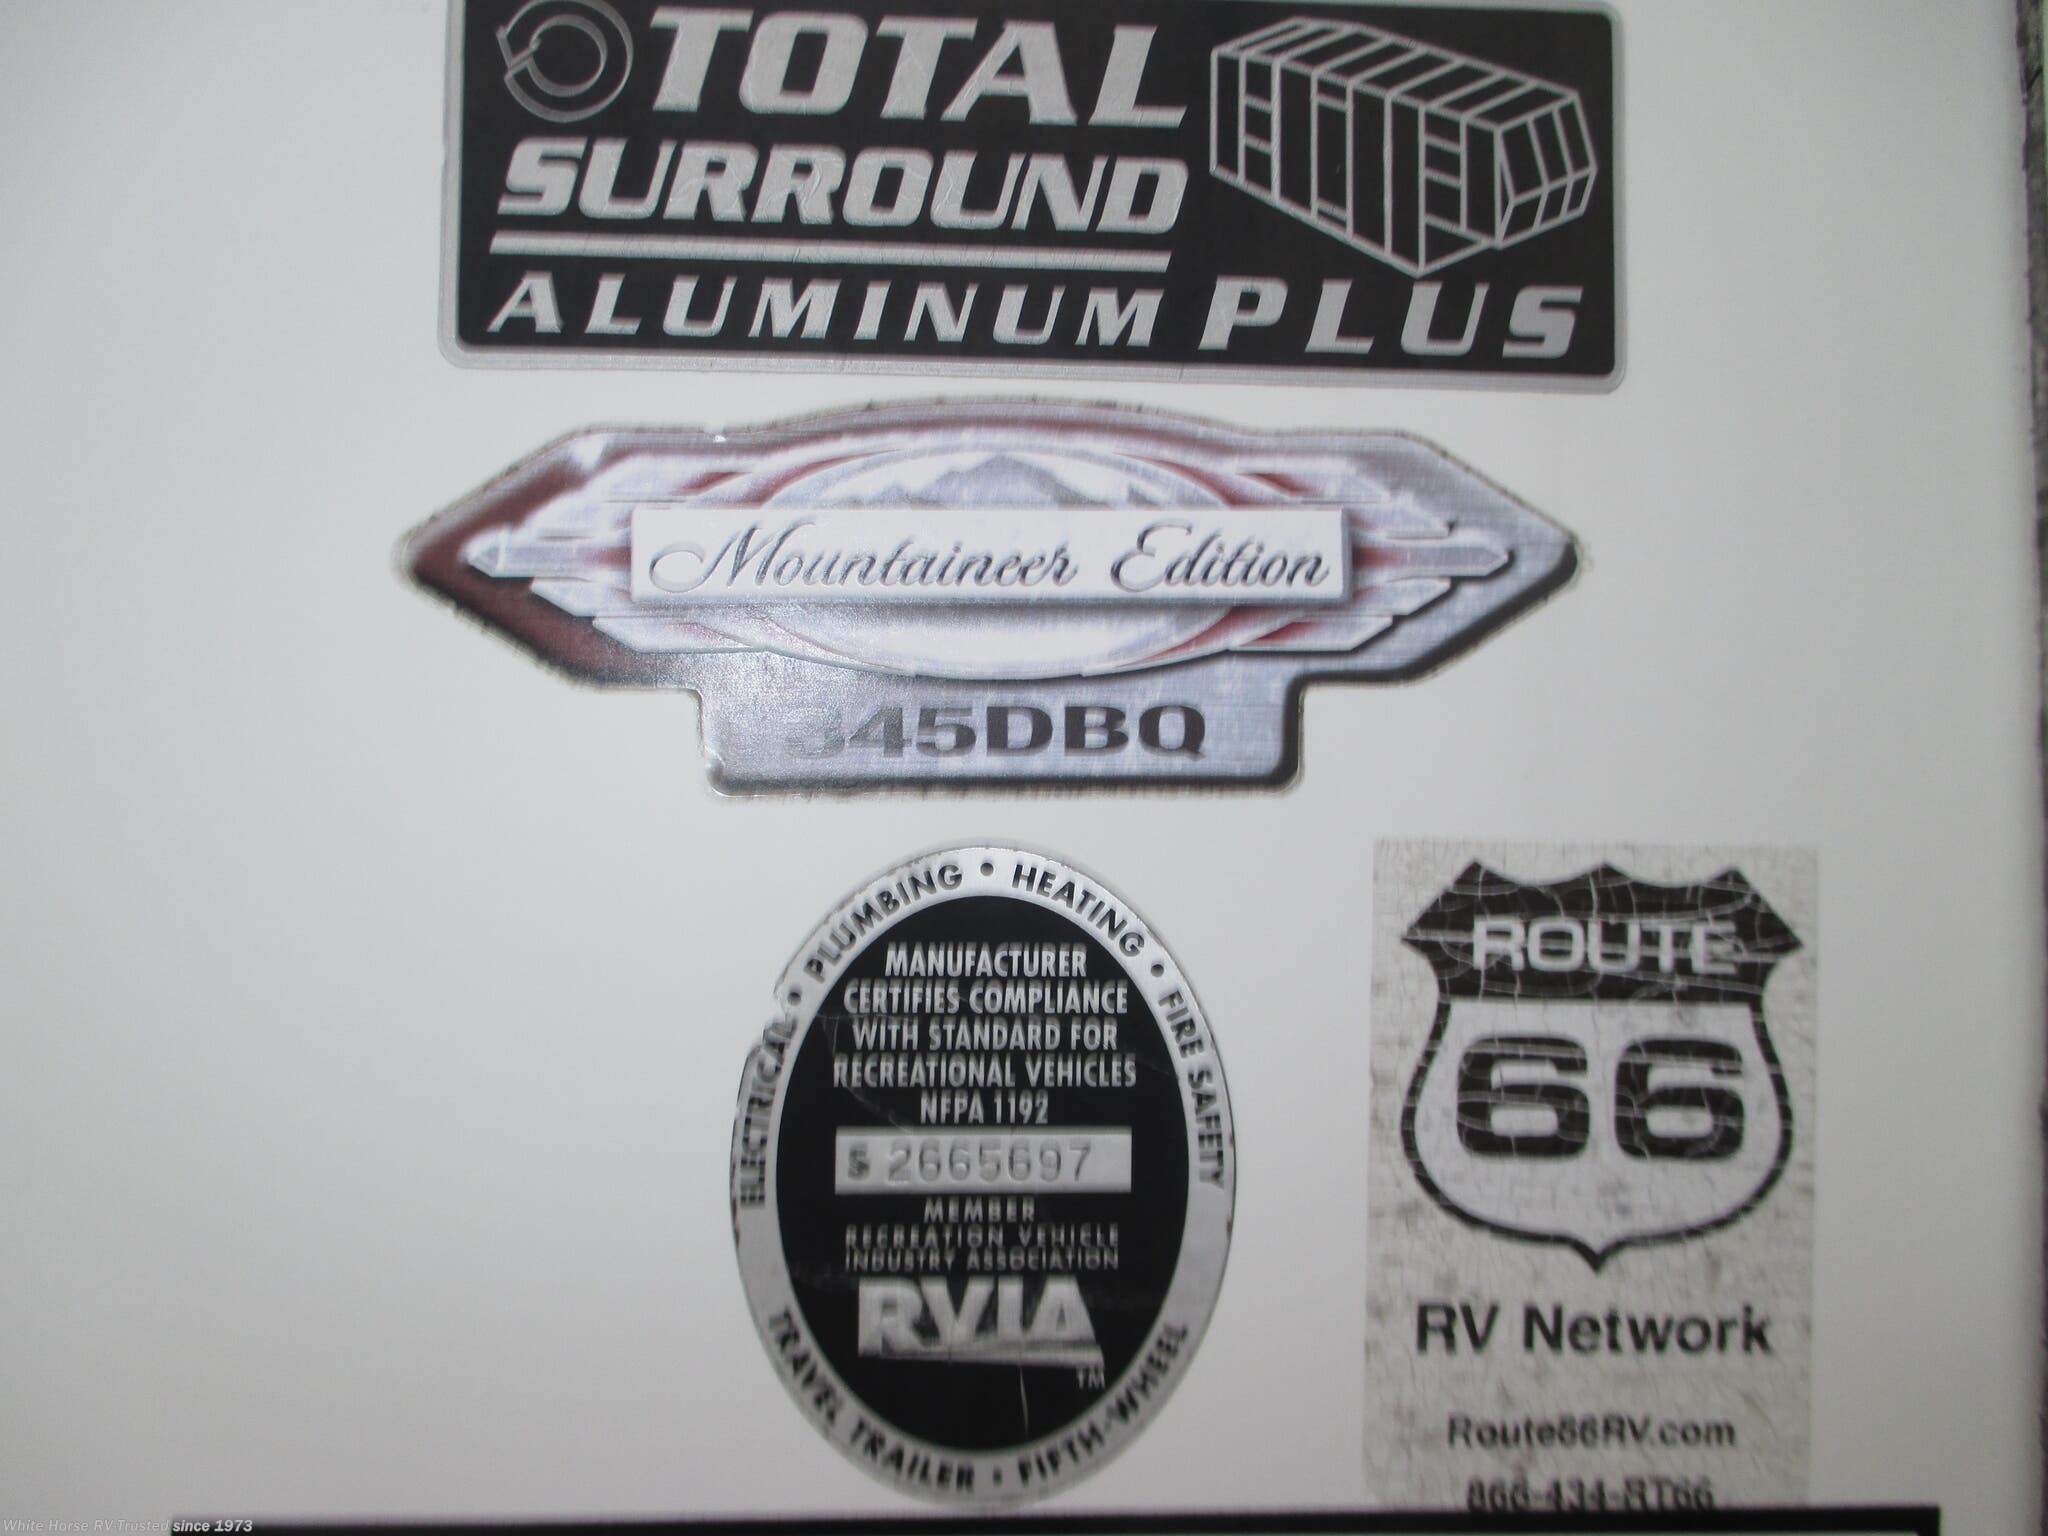 TOTAL
SURROUND
ALUMINUM PLUS
Mountaineer Edition
345DBQ
ELECTRICAL • PLUMBING • HEATING • FIRE SAFETY
MANUFACTURER
CERTIFIES COMPLIANCE
WITH STANDARD FOR
RECREATIONAL VEHICLES
NFPA 1192
S 2665697
MEMBER
RECREATION VEHICLE
INDUSTRY ASSOCIATION
RVIA
TM
TRAVEL TRAILER • FIFTH-WHEEL
ROUTE
66
RV Network
Route66RV.com
866-434-RT66
White Horse RV-Trusted since 1973